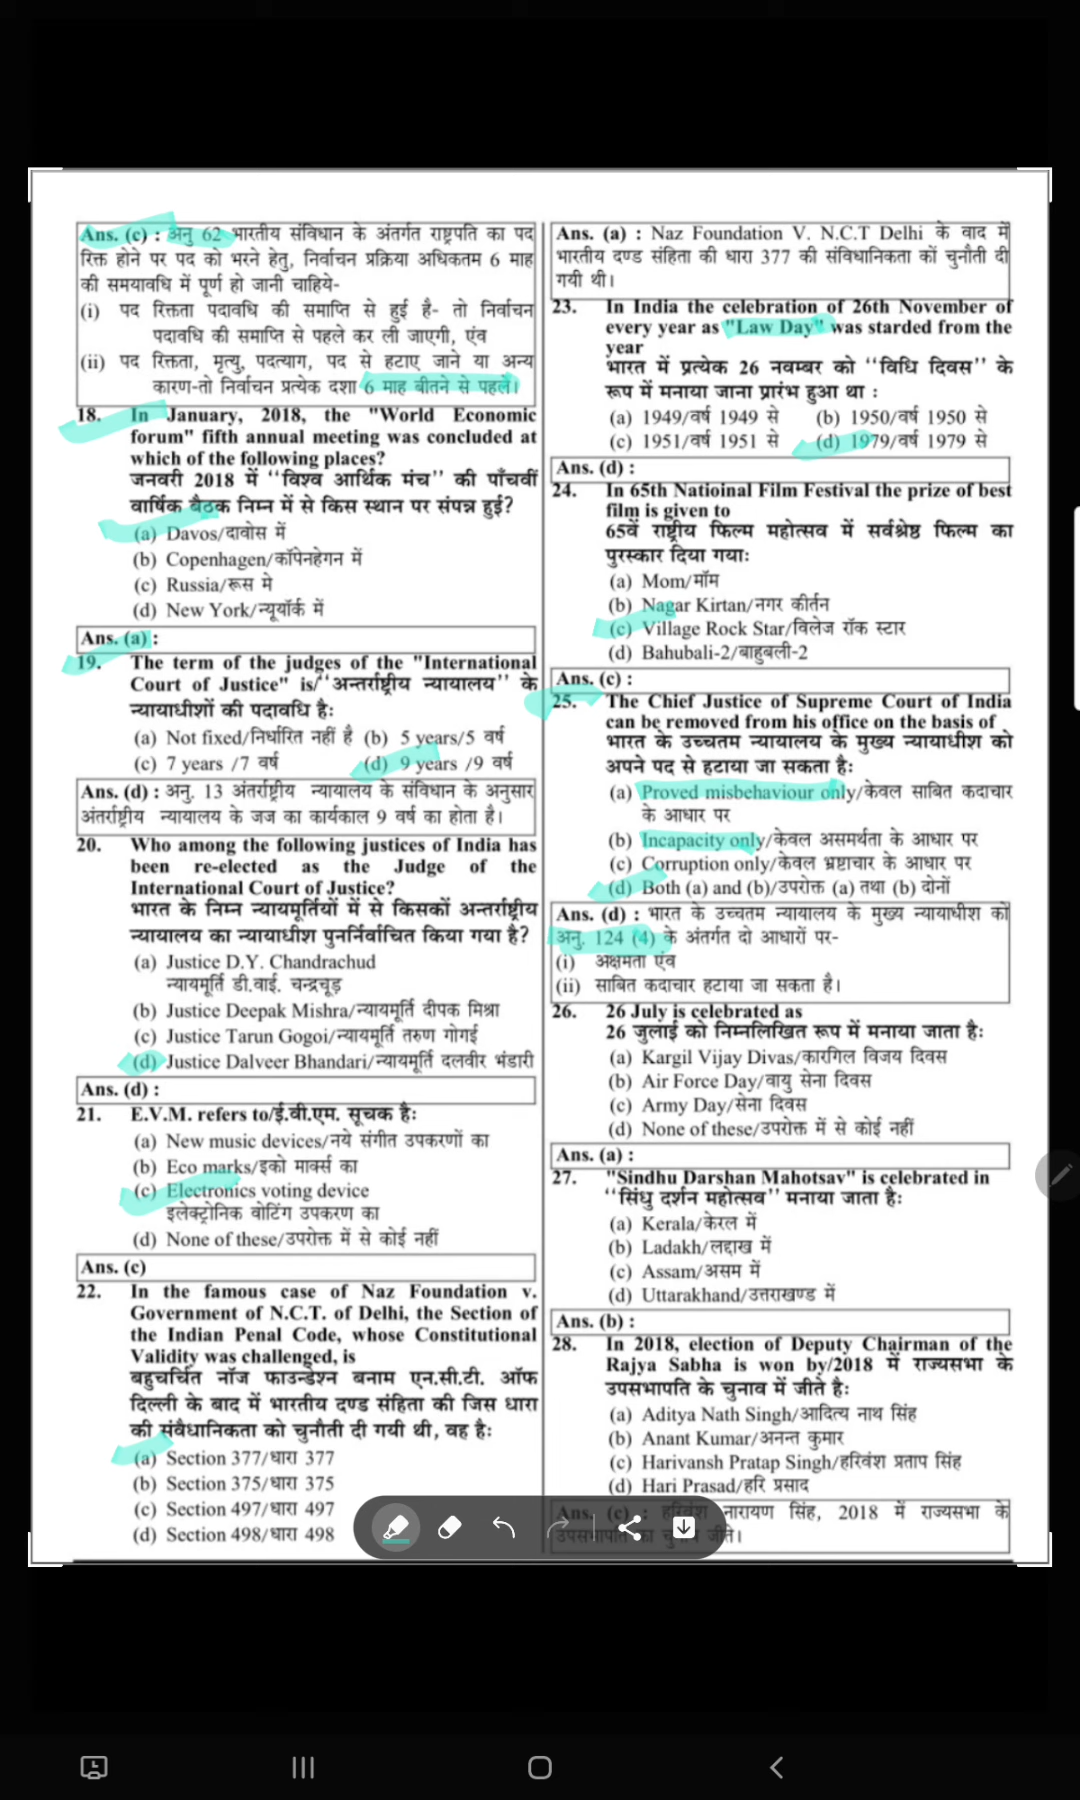 Ans. (c) : अनु 62 भारतीय संविधान के अंतर्गत राष्ट्रपति का पद
रिक्त होने पर पद को भरने हेतु, निर्वाचन प्रक्रिया अधिकतम 6 माह
की समयावधि में पूर्ण हो जानी चाहिये-
(i) पद रिक्तता पदावधि की समाप्ति से हुई है- तो निर्वाचन
पदावधि की समाप्ति से पहले कर ली जाएगी, एंव
(ii) पद रिक्तता, मृत्यु, पदत्याग, पद से हटाए जाने या अन्य
कारण-तो निर्वाचन प्रत्येक दशा 6 माह बीतने से पहले।
18. In January, 2018, the "World Economic
forum" fifth annual meeting was concluded at
which of the following places?
जनवरी 2018 में ‘‘विश्व आर्थिक मंच’’ की पाँचवीं
वार्षिक बैठक निम्न में से किस स्थान पर संपन्न हुई?
(a) Davos/दावोस में
(b) Copenhagen/कॉपेनहेगन में
(c) Russia/रूस मे
(d) New York/न्यूयॉर्क में
Ans. (a) :
19. The term of the judges of the "International
Court of Justice" is/‘‘अन्तर्राष्ट्रीय न्यायालय’’ के
न्यायाधीशों की पदावधि है:
(a) Not fixed/निर्धारित नहीं है (b) 5 years/5 वर्ष
(c) 7 years /7 वर्ष (d) 9 years /9 वर्ष
Ans. (d) : अनु. 13 अंतर्राष्ट्रीय न्यायालय के संविधान के अनुसार
अंतर्राष्ट्रीय न्यायालय के जज का कार्यकाल 9 वर्ष का होता है।
20. Who among the following justices of India has
been re-elected as the Judge of the
International Court of Justice?
भारत के निम्न न्यायमूर्तियों में से किसकों अन्तर्राष्ट्रीय
न्यायालय का न्यायाधीश पुनर्निर्वाचित किया गया है?
(a) Justice D.Y. Chandrachud
न्यायमूर्ति डी.वाई. चन्द्रचूड़
(b) Justice Deepak Mishra/न्यायमूर्ति दीपक मिश्रा
(c) Justice Tarun Gogoi/न्यायमूर्ति तरुण गोगई
(d) Justice Dalveer Bhandari/न्यायमूर्ति दलवीर भंडारी
Ans. (d) :
21. E.V.M. refers to/ई.वी.एम. सूचक है:
(a) New music devices/नये संगीत उपकरणों का
(b) Eco marks/इको मार्क्स का
(c) Electronics voting device
इलेक्ट्रोनिक वोटिंग उपकरण का
(d) None of these/उपरोक्त में से कोई नहीं
Ans. (c)
22. In the famous case of Naz Foundation v.
Government of N.C.T. of Delhi, the Section of
the Indian Penal Code, whose Constitutional
Validity was challenged, is
बहुचर्चित नॉज फाउन्डेश्न बनाम एन.सी.टी. ऑफ
दिल्ली के बाद में भारतीय दण्ड संहिता की जिस धारा
की संवैधानिकता को चुनौती दी गयी थी, वह है:
(a) Section 377/धारा 377
(b) Section 375/धारा 375
(c) Section 497/धारा 497
(d) Section 498/धारा 498
Ans. (a) : Naz Foundation V. N.C.T Delhi के वाद में
भारतीय दण्ड संहिता की धारा 377 की संविधानिकता कों चुनौती दी
गयी थी।
23. In India the celebration of 26th November of
every year as "Law Day" was starded from the
year
भारत में प्रत्येक 26 नवम्बर को ‘‘विधि दिवस’’ के
रूप में मनाया जाना प्रारंभ हुआ था :
(a) 1949/वर्ष 1949 से (b) 1950/वर्ष 1950 से
(c) 1951/वर्ष 1951 से (d) 1979/वर्ष 1979 से
Ans. (d) :
24. In 65th Natioinal Film Festival the prize of best
film is given to
65वें राष्ट्रीय फिल्म महोत्सव में सर्वश्रेष्ठ फिल्म का
पुरस्कार दिया गया:
(a) Mom/मॉम
(b) Nagar Kirtan/नगर कीर्तन
(c) Village Rock Star/विलेज रॉक स्टार
(d) Bahubali-2/बाहुबली-2
Ans. (c) :
25. The Chief Justice of Supreme Court of India
can be removed from his office on the basis of
भारत के उच्चतम न्यायालय के मुख्य न्यायाधीश को
अपने पद से हटाया जा सकता है:
(a) Proved misbehaviour only/केवल साबित कदाचार
के आधार पर
(b) Incapacity only/केवल असमर्थता के आधार पर
(c) Corruption only/केवल भ्रष्टाचार के आधार पर
(d) Both (a) and (b)/उपरोक्त (a) तथा (b) दोनों
Ans. (d) : भारत के उच्चतम न्यायालय के मुख्य न्यायाधीश को
अनु. 124 (4) के अंतर्गत दो आधारों पर-
(i) अक्षमता एंव
(ii) साबित कदाचार हटाया जा सकता है।
26. 26 July is celebrated as
26 जुलाई को निम्नलिखित रूप में मनाया जाता है:
(a) Kargil Vijay Divas/कारगिल विजय दिवस
(b) Air Force Day/वायु सेना दिवस
(c) Army Day/सेना दिवस
(d) None of these/उपरोक्त में से कोई नहीं
Ans. (a) :
27. "Sindhu Darshan Mahotsav" is celebrated in
‘‘सिंधु दर्शन महोत्सव’’ मनाया जाता है:
(a) Kerala/केरल में
(b) Ladakh/लद्दाख में
(c) Assam/असम में
(d) Uttarakhand/उत्तराखण्ड में
Ans. (b) :
28. In 2018, election of Deputy Chairman of the
Rajya Sabha is won by/2018 में राज्यसभा के
उपसभापति के चुनाव में जीते है:
(a) Aditya Nath Singh/आदित्य नाथ सिंह
(b) Anant Kumar/अनन्त कुमार
(c) Harivansh Pratap Singh/हरिवंश प्रताप सिंह
(d) Hari Prasad/हरि प्रसाद
Ans. (c) : हरिवंश नारायण सिंह, 2018 में राज्यसभा के
उपसभापति का चुनाव जीते।